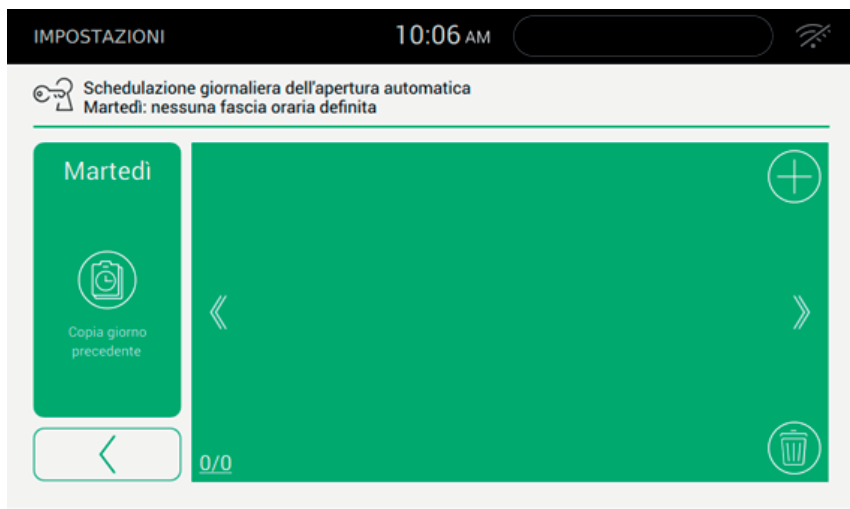 IMPOSTAZIONI
10:06 AM
Schedulazione giornaliera dell'apertura automatica
Martedì: nessuna fascia oraria definita
Martedì
Copia giorno
precedente
0/0